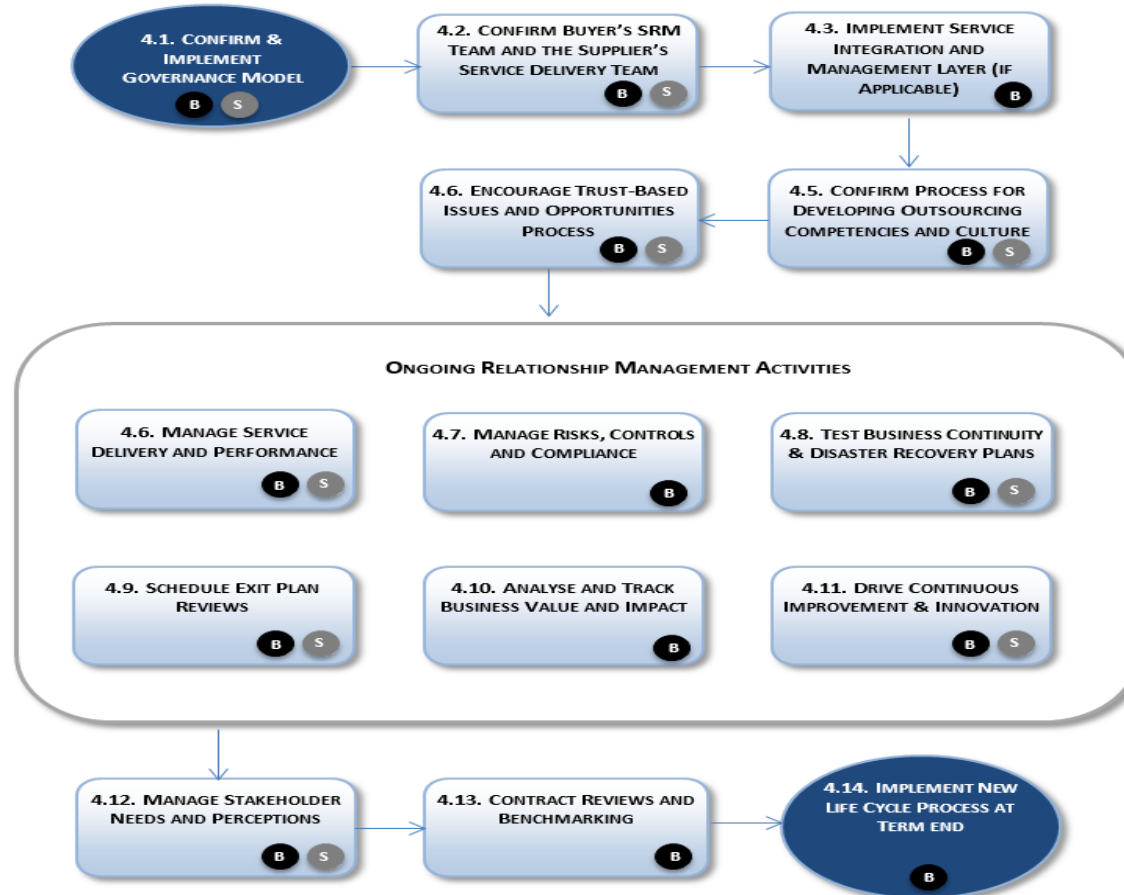 4.1. Confirm &
Implement
Governance Model
B S
4.2. Confirm Buyer's SRM
Team and the Supplier's
Service Delivery Team
B S
4.3. Implement Service
Integration and
Management Layer (if
Applicable)
B
4.6. Encourage Trust-Based
Issues and Opportunities
Process
B S
4.5. Confirm Process for
Developing Outsourcing
Competencies and Culture
B S
Ongoing Relationship Management Activities
4.6. Manage Service
Delivery and Performance
B S
4.7. Manage Risks, Controls
and Compliance
B
4.8. Test Business Continuity
& Disaster Recovery Plans
B S
4.9. Schedule Exit Plan
Reviews
B S
4.10. Analyse and Track
Business Value and Impact
B
4.11. Drive Continuous
Improvement & Innovation
B S
4.12. Manage Stakeholder
Needs and Perceptions
B S
4.13. Contract Reviews and
Benchmarking
B
4.14. Implement New
Life Cycle Process at
Term end
B